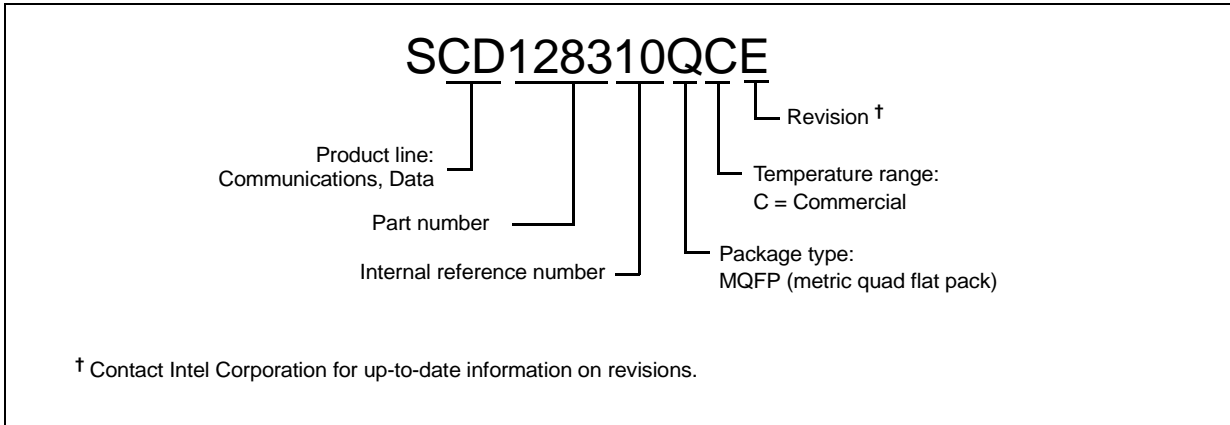 SCD128310QCE
Revision †
Product line:
Communications, Data
Temperature range:
C = Commercial
Part number
Package type:
MQFP (metric quad flat pack)
Internal reference number
† Contact Intel Corporation for up-to-date information on revisions.